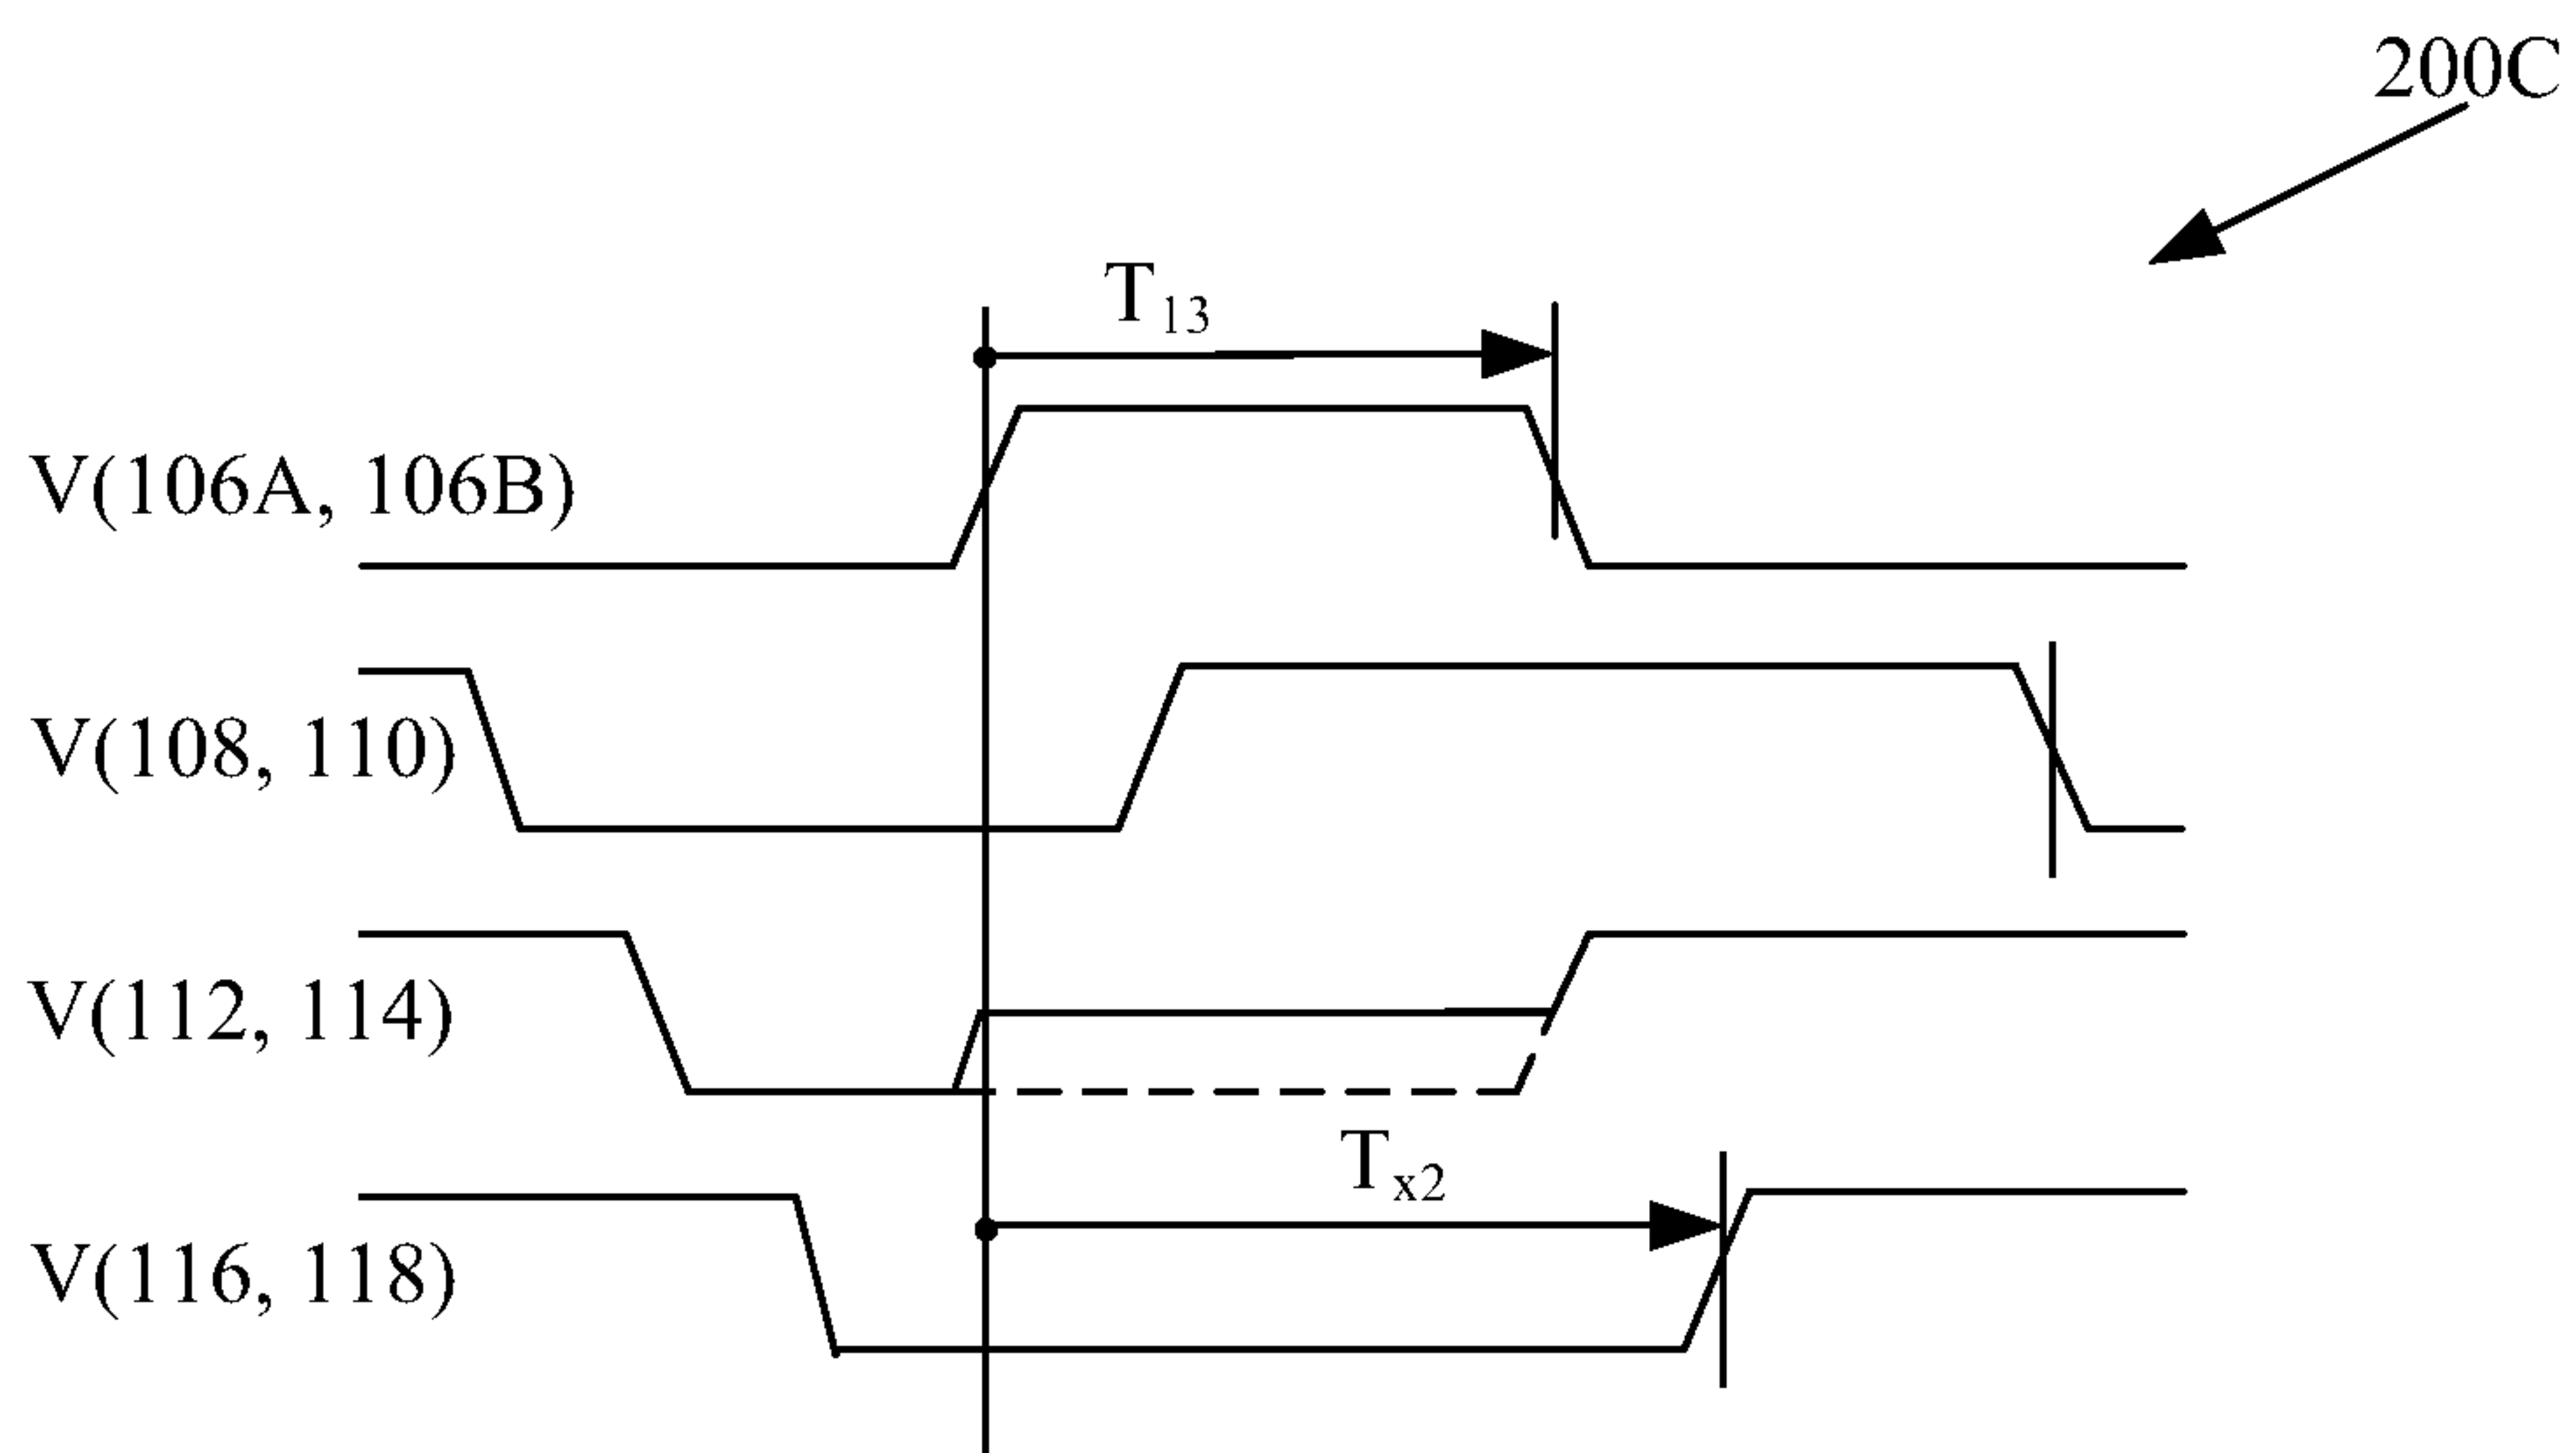 200C
T13
V(106A, 106B)
V(108, 110)
V(112, 114)
Tx2
V(116, 118)